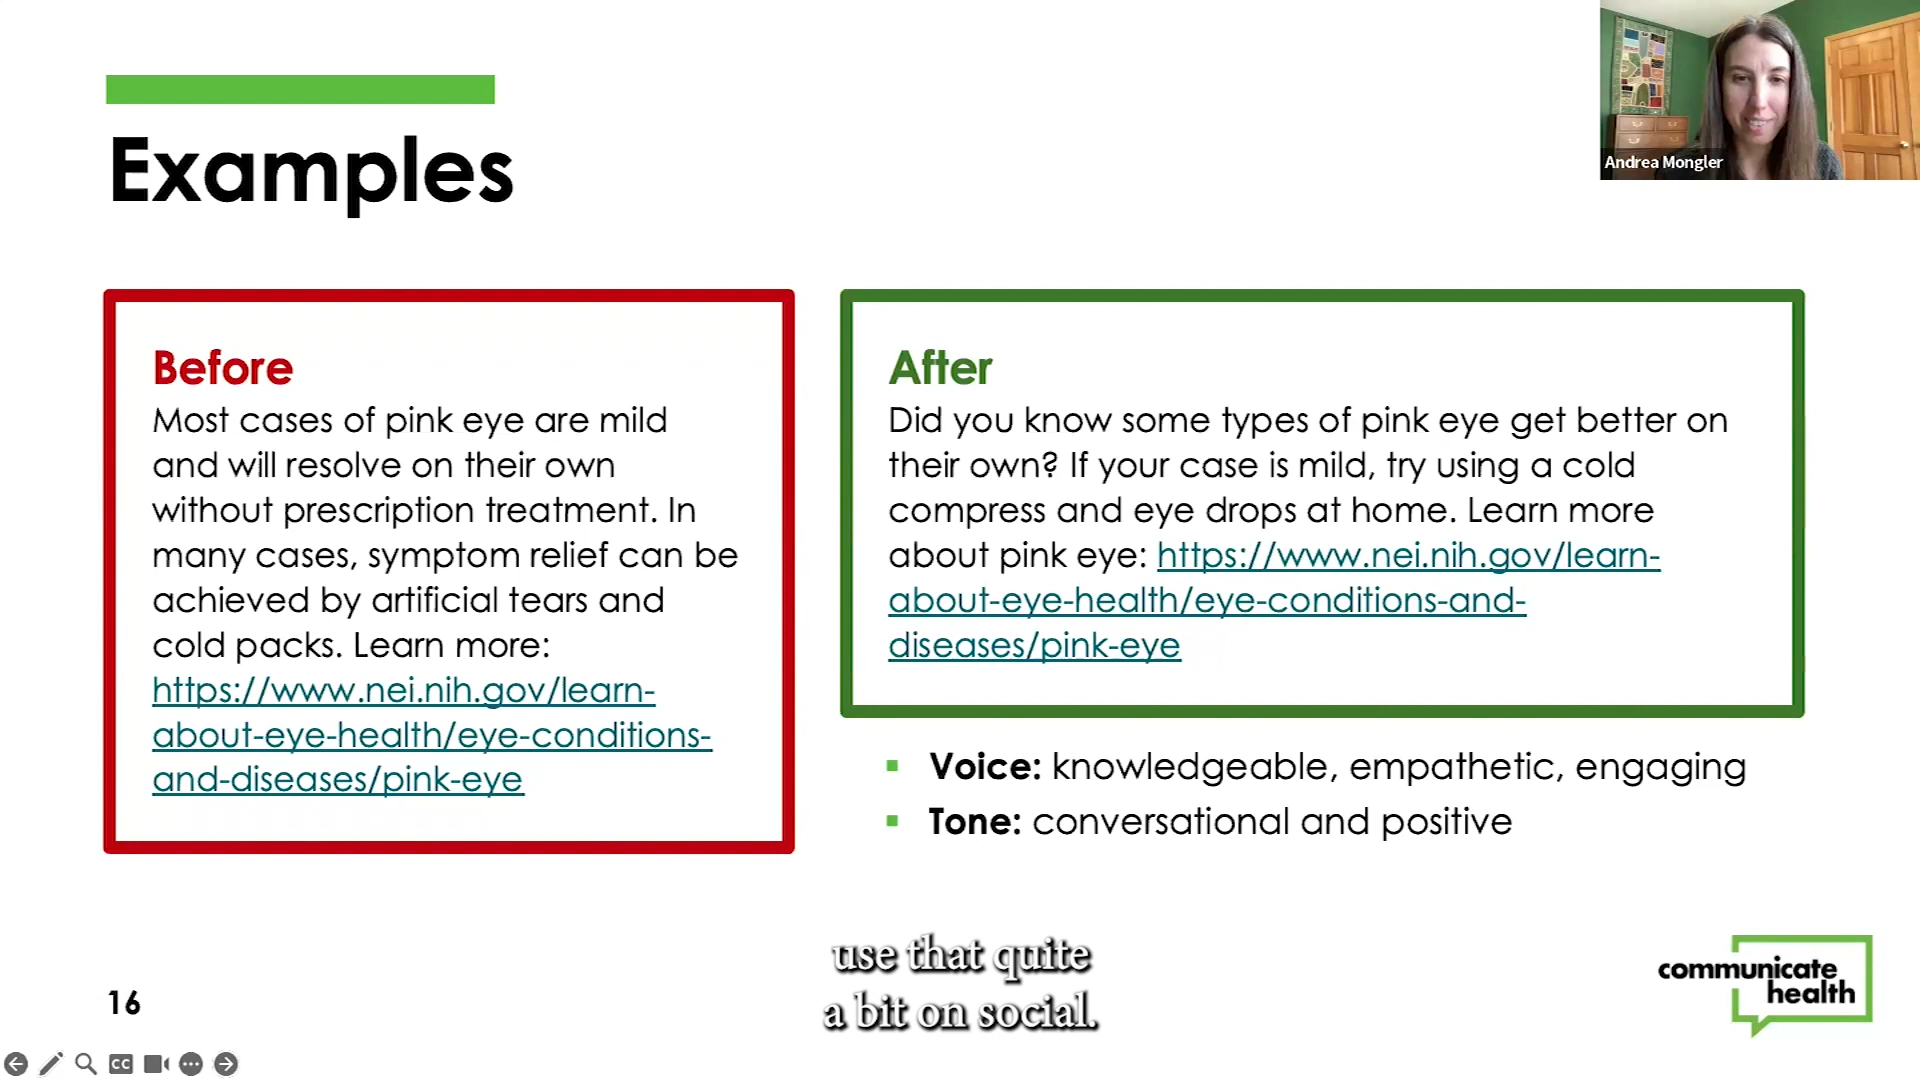 Examples
Andrea Mongler
Before
Most cases of pink eye are mild
and will resolve on their own
without prescription treatment. In
many cases, symptom relief can be
achieved by artificial tears and
cold packs. Learn more:
https://www.nei.nih.gov/learn-
about-eye-health/eye-conditions-
and-diseases/pink-eye
After
Did you know some types of pink eye get better on
their own? If your case is mild, try using a cold
compress and eye drops at home. Learn more
about pink eye: https://www.nei.nih.gov/learn-
about-eye-health/eye-conditions-and-
diseases/pink-eye
Voice: knowledgeable, empathetic, engaging
Tone: conversational and positive
use that quite
a bit on social.
16
communicate
health
CC